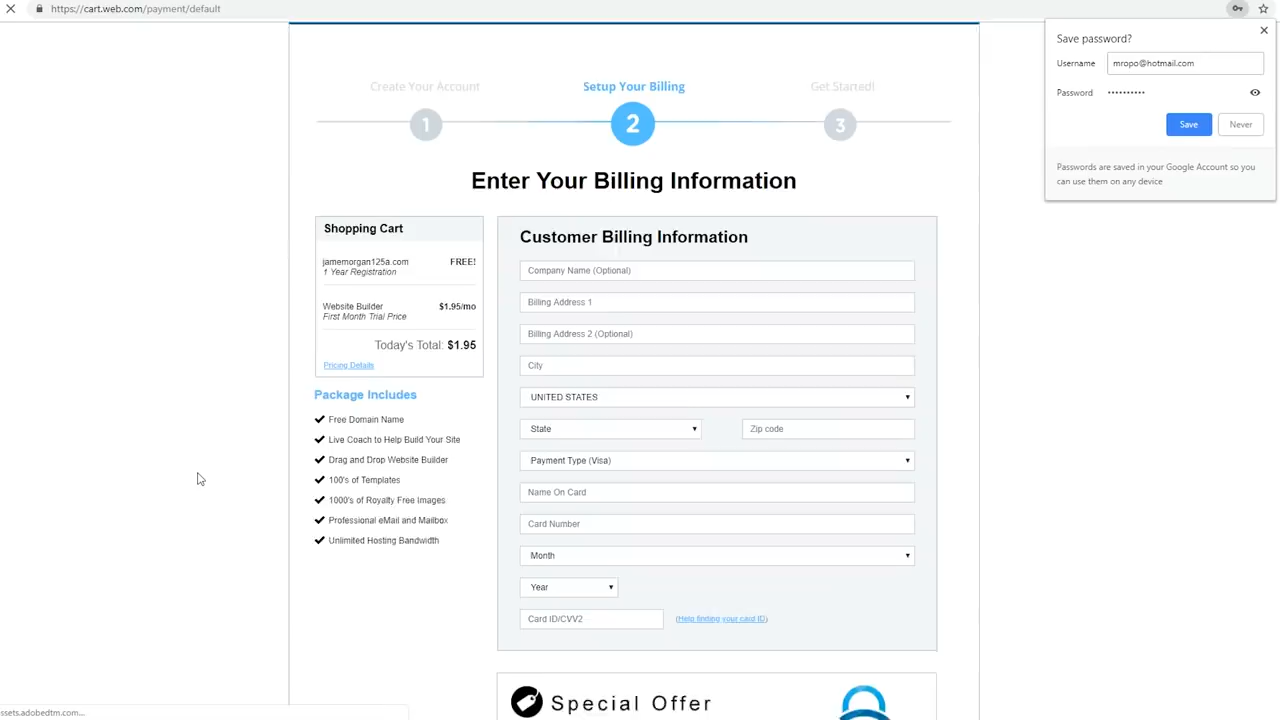 https://cart.web.com/payment/default
Save password?
Username mropo@hotmail.com
Password ••••••••••
Save Never
Passwords are saved in your Google Account so you
can use them on any device
Create Your Account Setup Your Billing Get Started!
1 2 3
Enter Your Billing Information
Shopping Cart
jamemorgan125a.com FREE!
1 Year Registration
Website Builder $1.95/mo
First Month Trial Price
Today's Total: $1.95
Pricing Details
Package Includes
Free Domain Name
Live Coach to Help Build Your Site
Drag and Drop Website Builder
100's of Templates
1000's of Royalty Free Images
Professional eMail and Mailbox
Unlimited Hosting Bandwidth
Customer Billing Information
Company Name (Optional)
Billing Address 1
Billing Address 2 (Optional)
City
UNITED STATES
State Zip code
Payment Type (Visa)
Name On Card
Card Number
Month
Year
Card ID/CVV2 (Help finding your card ID)
Special Offer
assets.adobedtm.com...